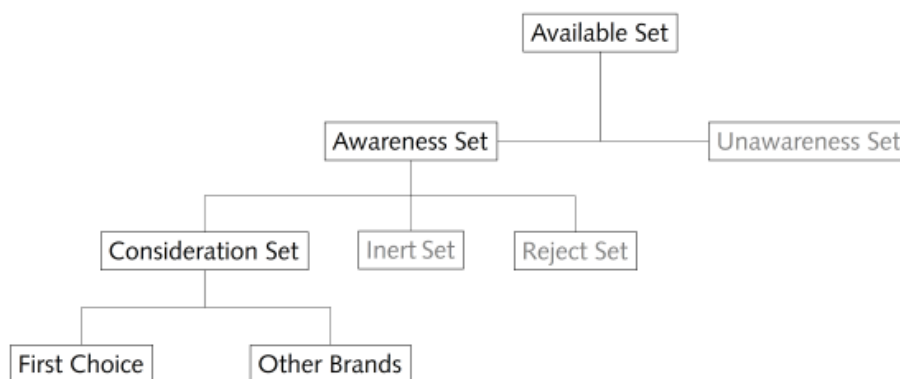 Available Set
Awareness Set
Unawareness Set
Consideration Set
Inert Set
Reject Set
First Choice
Other Brands